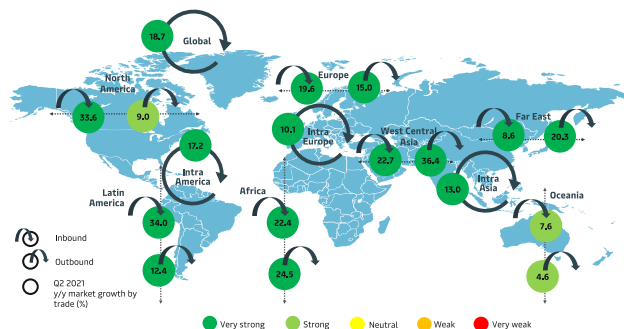 18.7
Global
North
America
33.6
9.0
Europe
19.6
15.0
10.1
Intra
Europe
West Central
Asia
22.7
36.4
Far East
8.6
20.3
17.2
Intra
America
13.0
Intra
Asia
Latin
America
34.0
12.4
Africa
22.4
24.5
Oceania
7.6
4.6
Inbound
Outbound
Q2 2021
y/y market growth by
trade (%)
Very strong
Strong
Neutral
Weak
Very weak